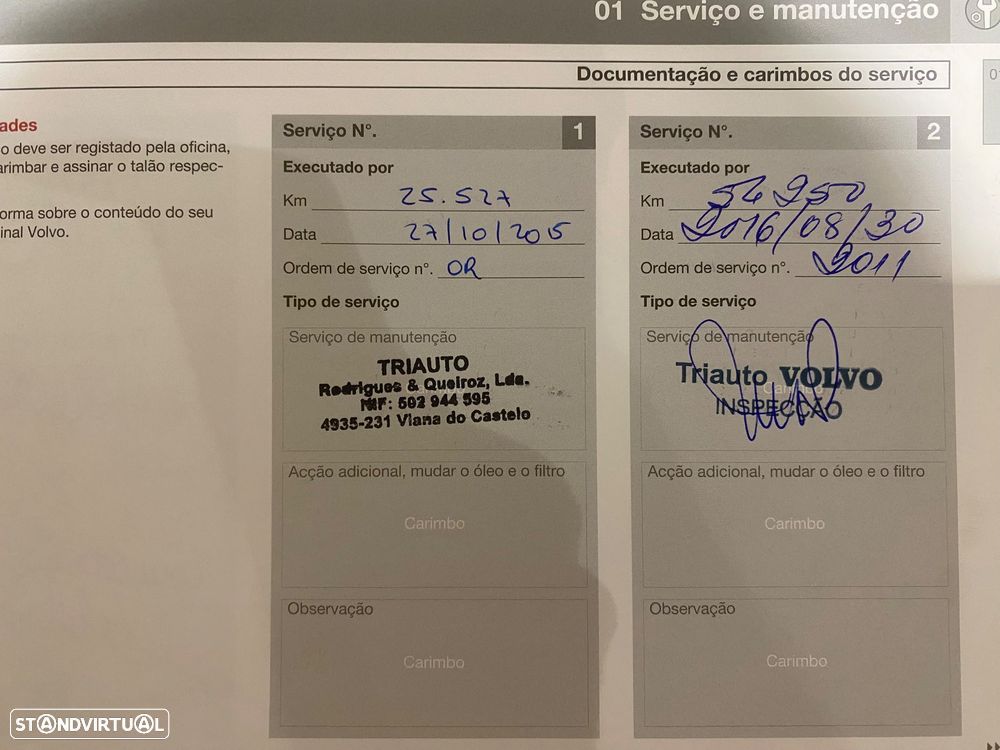 01 Serviço e manutenção
Documentação e carimbos do serviço
01
ades
o deve ser registado pela oficina,
arimbar e assinar o talão respec-
orma sobre o conteúdo do seu
inal Volvo.
Serviço N°. 1
Executado por
Km 25.527
Data 27/10/2015
Ordem de serviço n°. OR
Tipo de serviço
Serviço de manutenção
TRIAUTO
Rodrigues & Queiroz, Lda.
NIF: 502 944 595
4935-231 Viana do Castelo
Acção adicional, mudar o óleo e o filtro
Carimbo
Observação
Carimbo
Serviço N°. 2
Executado por
Km 54250
Data 2016/08/30
Ordem de serviço n°. 2011
Tipo de serviço
Serviço de manutenção
Carimbo
Triauto VOLVO
INSPECÇÃO
Acção adicional, mudar o óleo e o filtro
Carimbo
Observação
Carimbo
STANDVIRTUAL